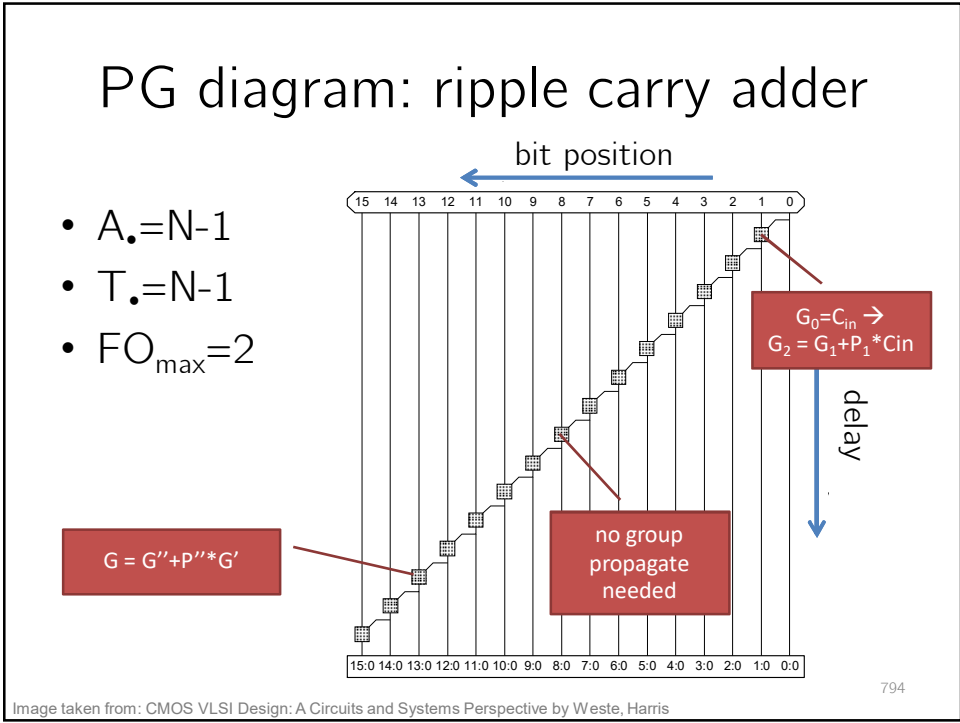 PG diagram: ripple carry adder
bit position
• A•=N-1
• T•=N-1
• FOmax=2
15 14 13 12 11 10 9 8 7 6 5 4 3 2 1 0
G0=Cin →
G2 = G1+P1*Cin
delay
no group
propagate
needed
G = G''+P''*G'
15:0 14:0 13:0 12:0 11:0 10:0 9:0 8:0 7:0 6:0 5:0 4:0 3:0 2:0 1:0 0:0
794
Image taken from: CMOS VLSI Design: A Circuits and Systems Perspective by Weste, Harris